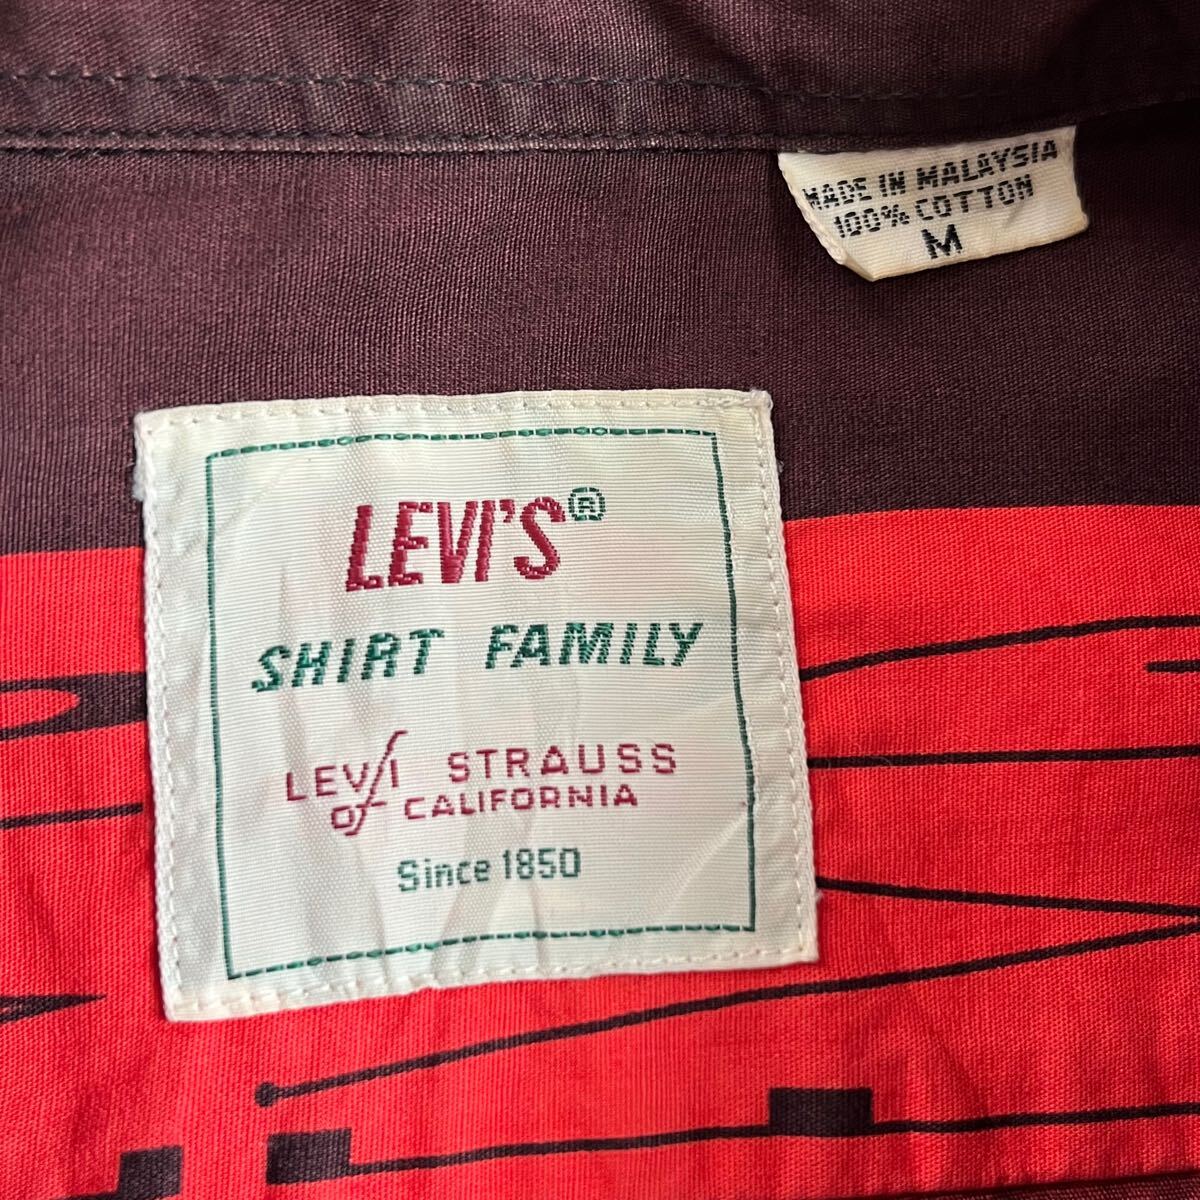 MADE IN MALAYSIA
100% COTTON
M
LEVI'S®
SHIRT FAMILY
LEVI STRAUSS
of CALIFORNIA
Since 1850